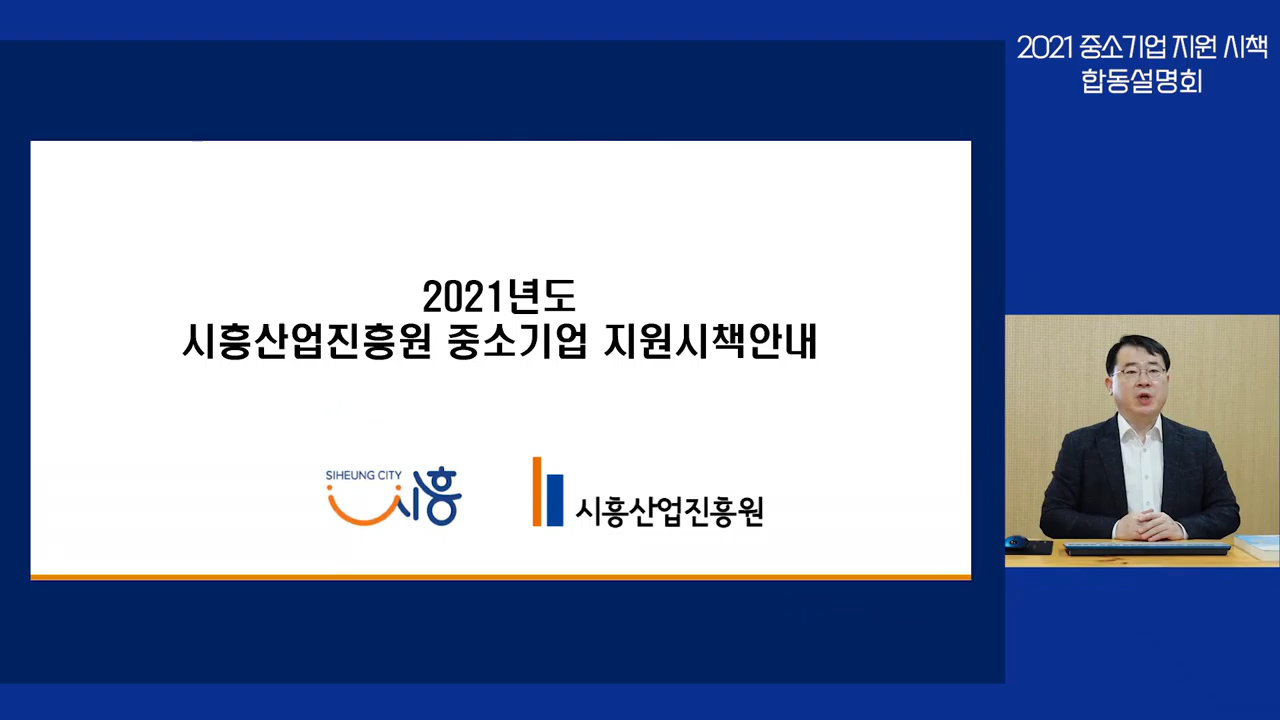 2021 중소기업 지원 시책
합동설명회
2021년도
시흥산업진흥원 중소기업 지원시책안내
SIHEUNG CITY
시흥
시흥산업진흥원